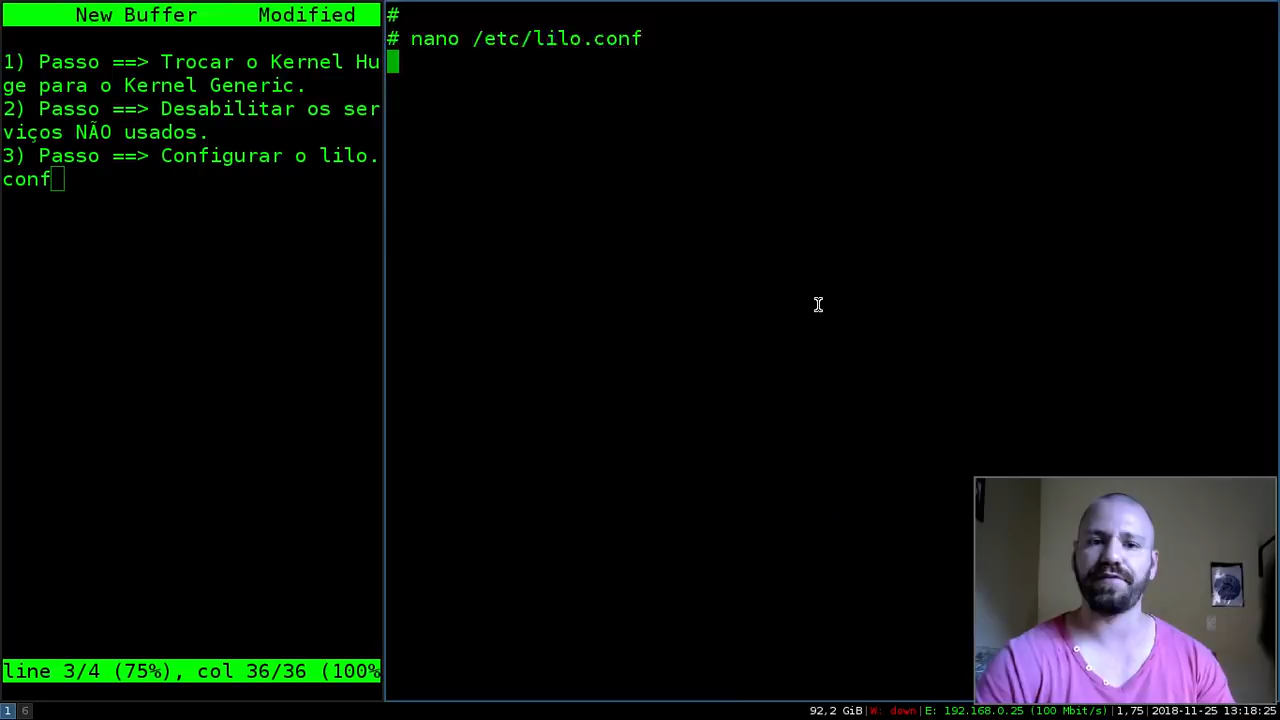 New Buffer Modified
1) Passo ==> Trocar o Kernel Hu
ge para o Kernel Generic.
2) Passo ==> Desabilitar os ser
viços NÃO usados.
3) Passo ==> Configurar o lilo.
conf
line 3/4 (75%), col 36/36 (100%
#
# nano /etc/lilo.conf
1 6
92,2 GiB|W: down|E: 192.168.0.25 (100 Mbit/s)|1,75|2018-11-25 13:18:25